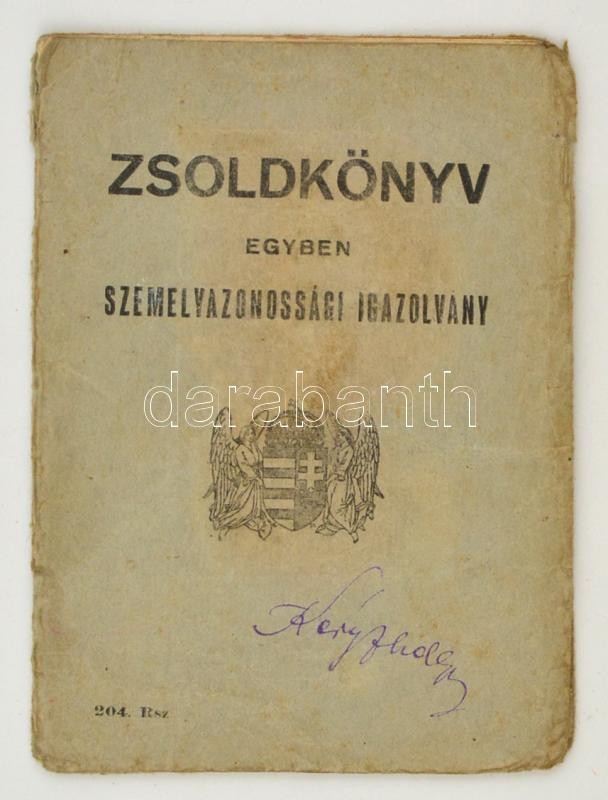 ZSOLDKÖNYV
EGYBEN
SZEMELYAZONOSSÁGI IGAZOLVÁNY
darabanth
204. Rsz